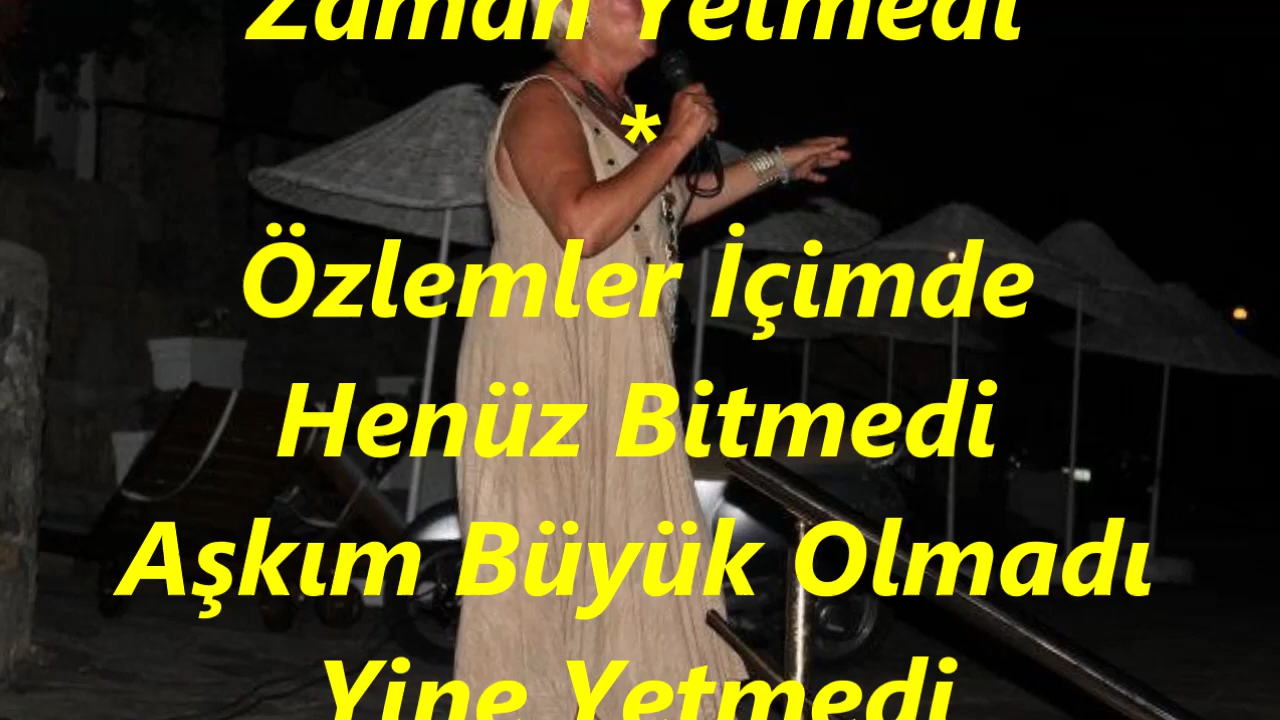 Zaman Yetmedi
*
Özlemler İçimde
Henüz Bitmedi
Aşkım Büyük Olmadı
Yine Yetmedi